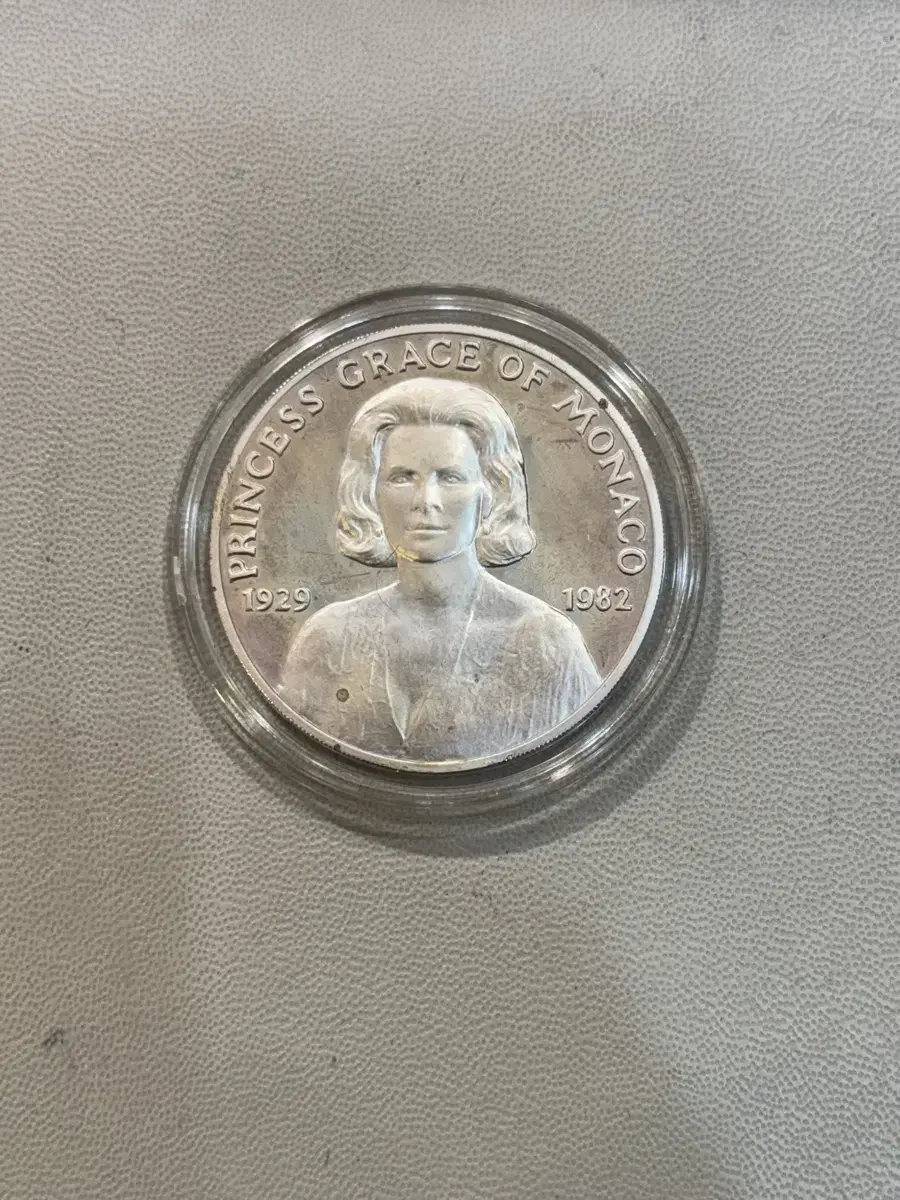 PRINCESS GRACE OF MONACO
1929 1982